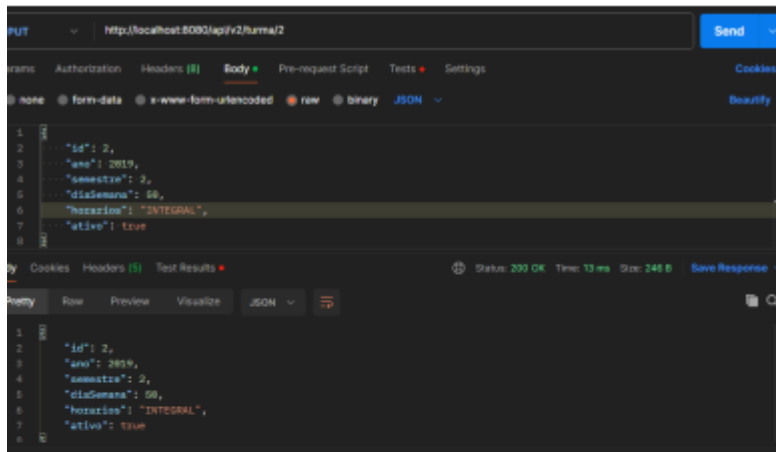 PUT http://localhost:8080/api/v2/turma/2 Send
arams Authorization Headers (8) Body Pre-request Script Tests Settings Cookies
none form-data x-www-form-urlencoded raw binary JSON Beautify
1 {
2 "id": 2,
3 "ano": 2019,
4 "semestre": 2,
5 "diaSemana": 50,
6 "horarios": "INTEGRAL",
7 "ativo": true
8 }
dy Cookies Headers (5) Test Results Status: 200 OK Time: 13 ms Size: 246 B Save Response
Pretty Raw Preview Visualize JSON
1 {
2 "id": 2,
3 "ano": 2019,
4 "semestre": 2,
5 "diaSemana": 50,
6 "horarios": "INTEGRAL",
7 "ativo": true
8 }